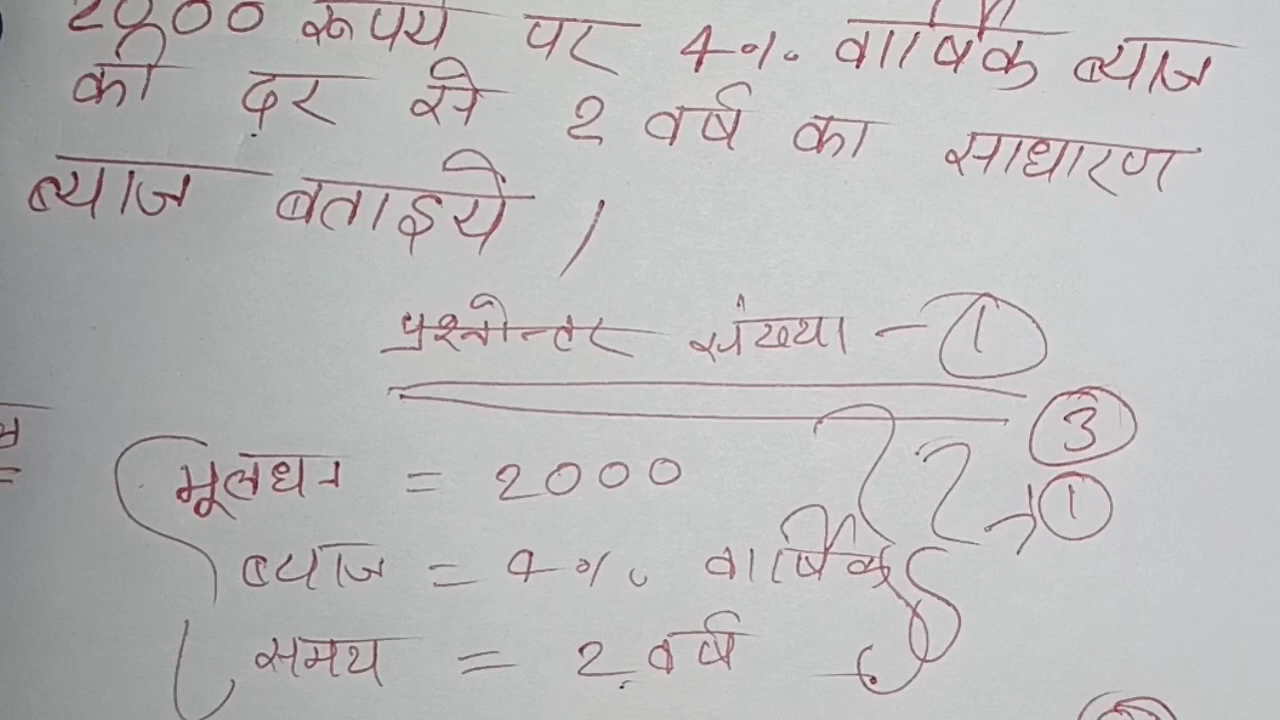 2000 रूपये पर 4% वार्षिक ब्याज
की दर से 2 वर्ष का साधारण
ब्याज बताइये /
प्रश्नोत्तर संख्या - 1
3
मूलधन = 2000
1
ब्याज = 4% वार्षिक
समय = 2 वर्ष